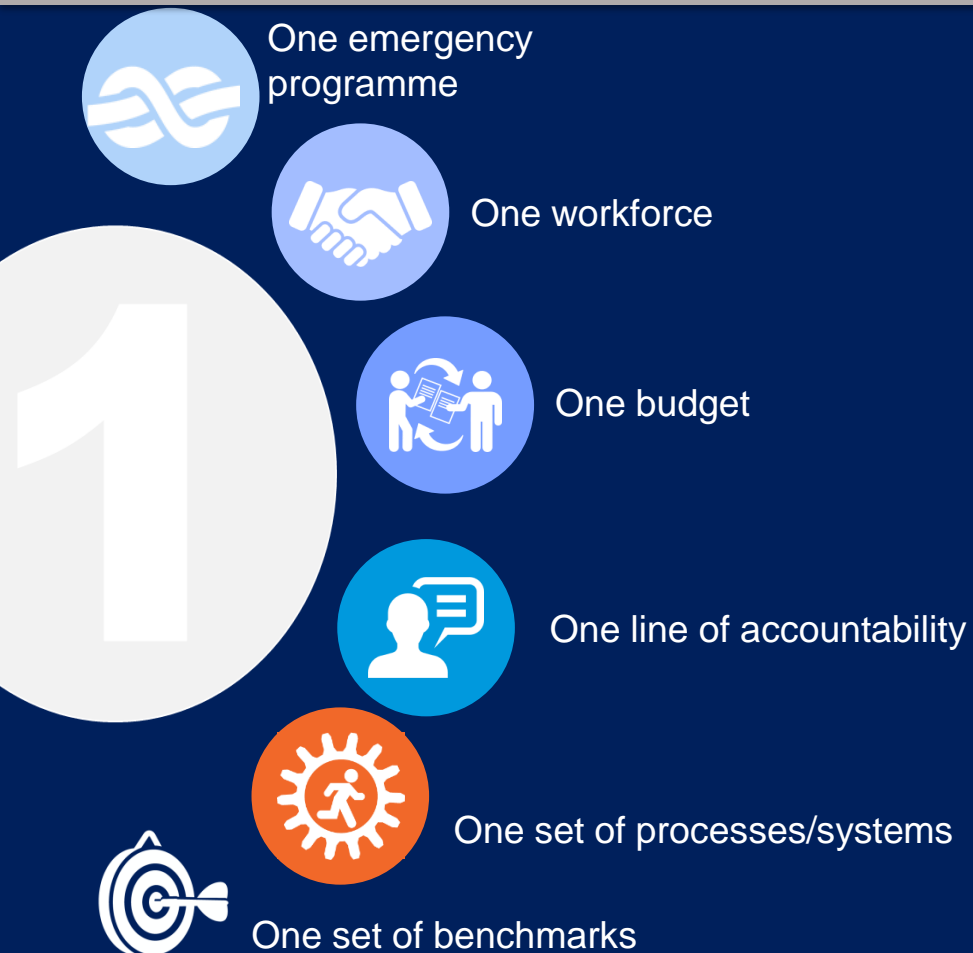 One emergency
programme
One workforce
1
One budget
One line of accountability
One set of processes/systems
One set of benchmarks